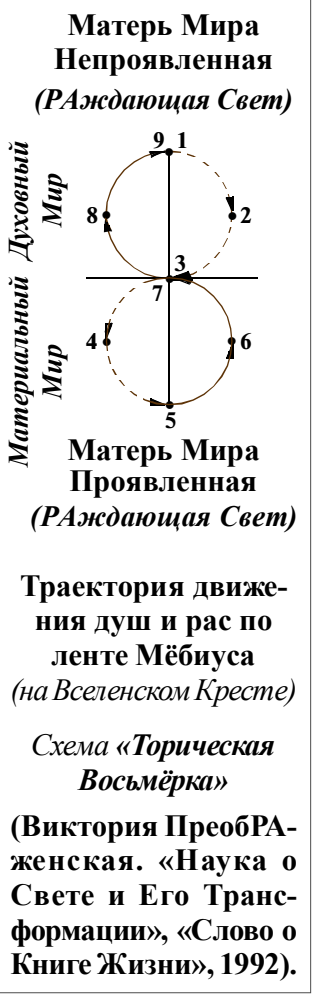 Матерь Мира
Непроявленная
(РАждающая Свет)
Духовный
Мир
9 1
8
2
3
7
Материальный
Мир
4
6
5
Матерь Мира
Проявленная
(РАждающая Свет)
Траектория движе-
ния душ и рас по
ленте Мёбиуса
(на Вселенском Кресте)
Схема «Торическая
Восьмёрка»
(Виктория ПреобРА-
женская. «Наука о
Свете и Его Транс-
формации», «Слово о
Книге Жизни», 1992).